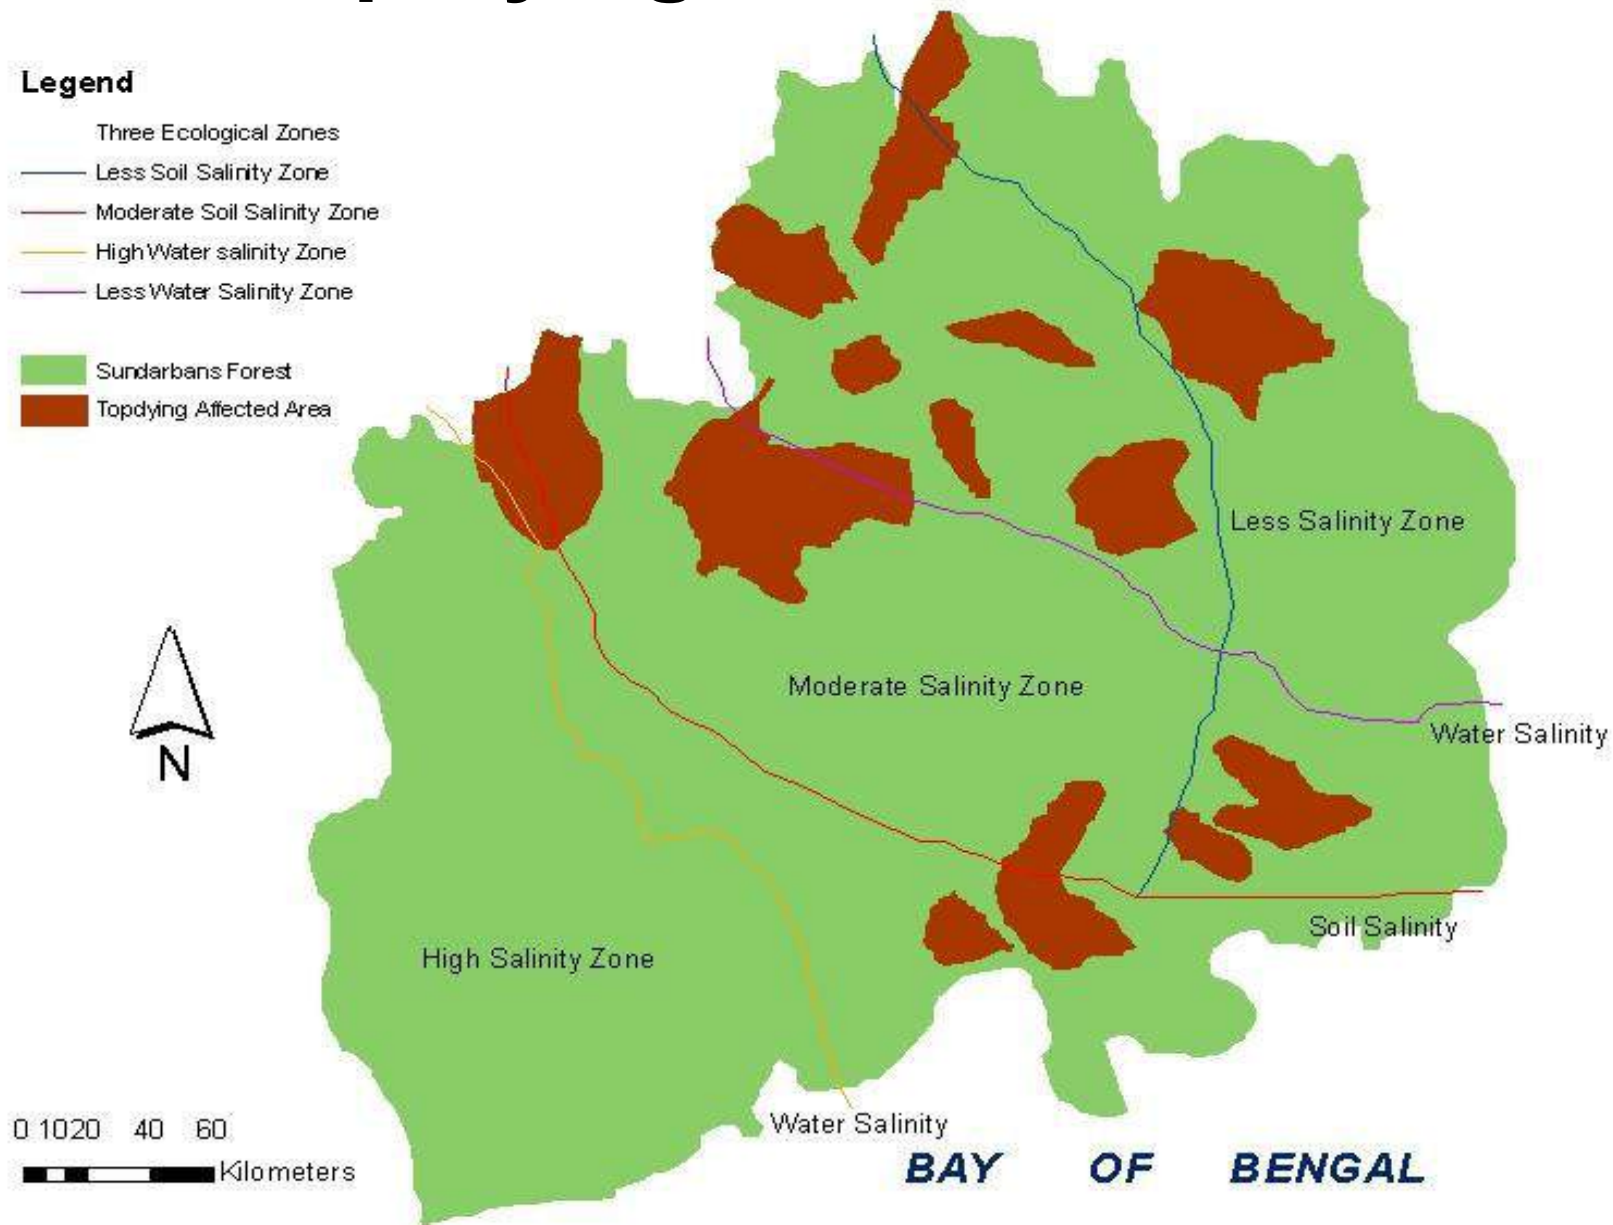 Legend
Three Ecological Zones
Less Soil Salinity Zone
Moderate Soil Salinity Zone
High Water salinity Zone
Less Water Salinity Zone
Sundarbans Forest
Topdying Affected Area
Less Salinity Zone
Moderate Salinity Zone
Water Salinity
N
Soil Salinity
High Salinity Zone
Water Salinity
0 1020 40 60
Kilometers
BAY OF BENGAL